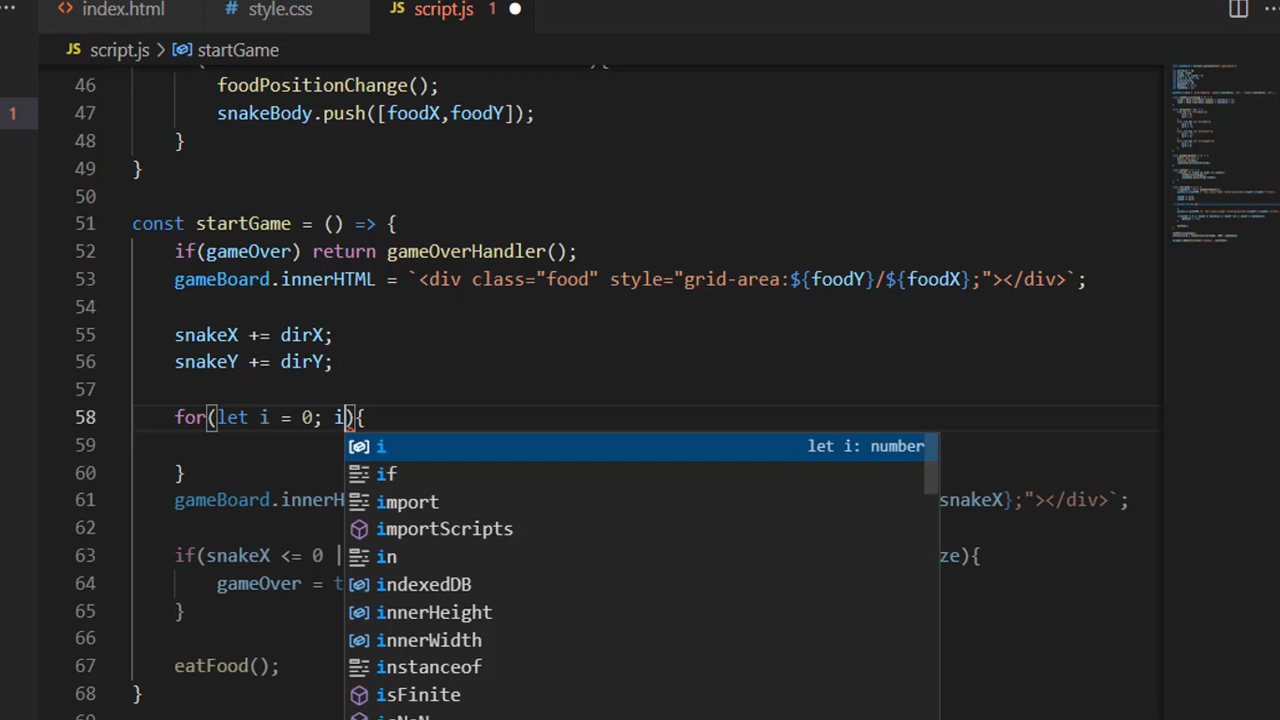 index.html # style.css JS script.js 1
JS script.js > startGame
1
46 foodPositionChange();
47 snakeBody.push([foodX,foodY]);
48 }
49 }
50
51 const startGame = () => {
52 if(gameOver) return gameOverHandler();
53 gameBoard.innerHTML = `<div class="food" style="grid-area:${foodY}/${foodX};"></div>`;
54
55 snakeX += dirX;
56 snakeY += dirY;
57
58 for(let i = 0; i){
59 i let i: number
60 } if
61 gameBoard.innerH import snakeX};"></div>`;
62 importScripts
63 if(snakeX <= 0 | in ze){
64 gameOver = t indexedDB
65 } innerHeight
66 innerWidth
67 eatFood(); instanceof
68 } isFinite
isNaN